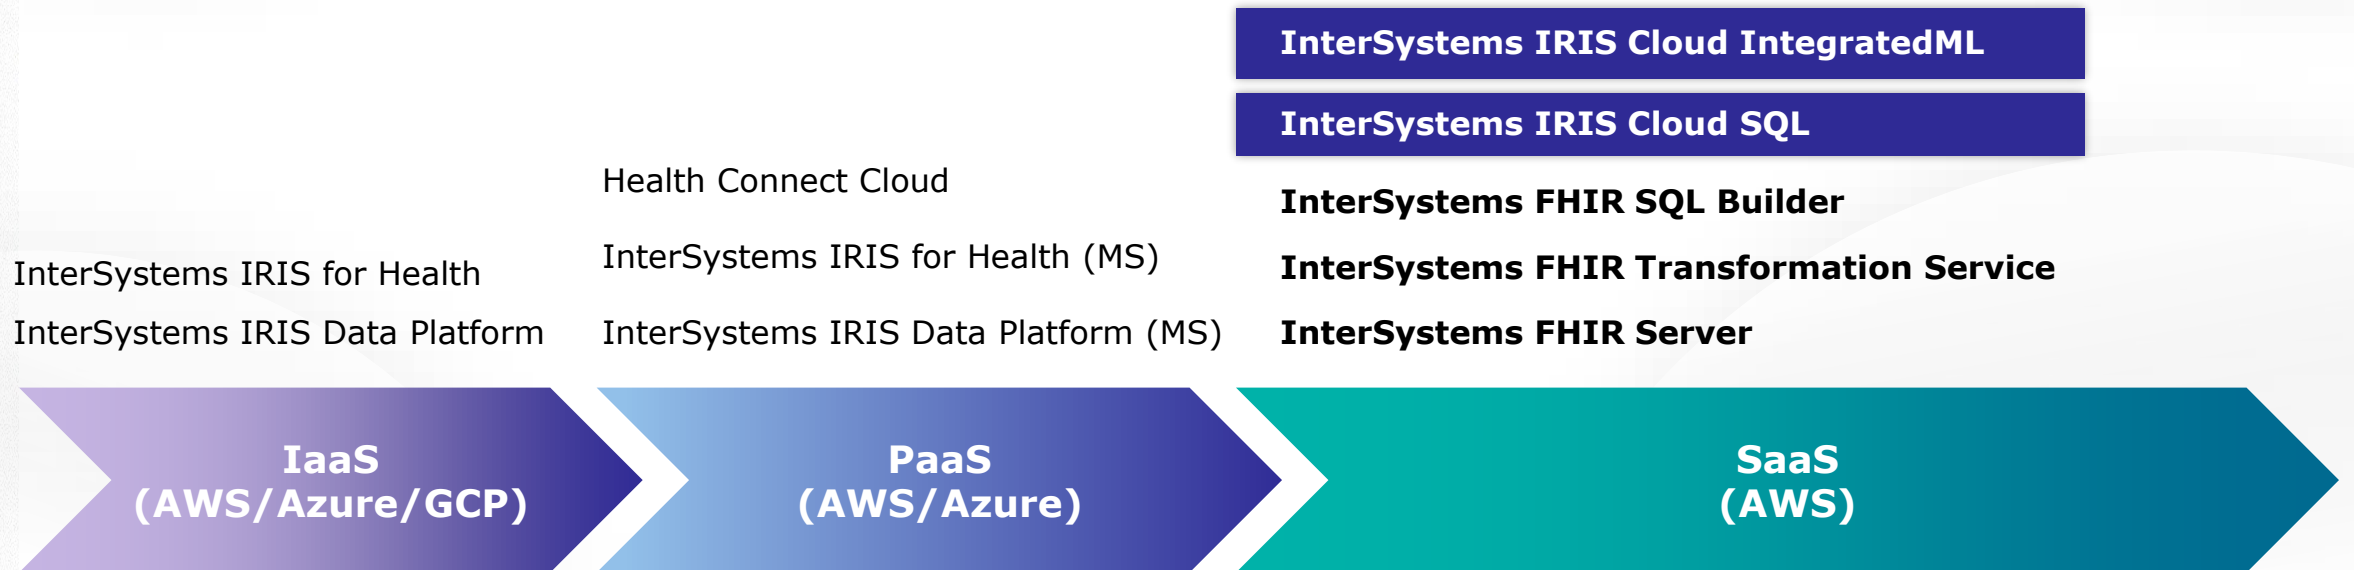 InterSystems IRIS Cloud IntegratedML
InterSystems IRIS Cloud SQL
Health Connect Cloud
InterSystems FHIR SQL Builder
InterSystems IRIS for Health
InterSystems IRIS for Health (MS)
InterSystems FHIR Transformation Service
InterSystems IRIS Data Platform
InterSystems IRIS Data Platform (MS)
InterSystems FHIR Server
IaaS
(AWS/Azure/GCP)
PaaS
(AWS/Azure)
SaaS
(AWS)